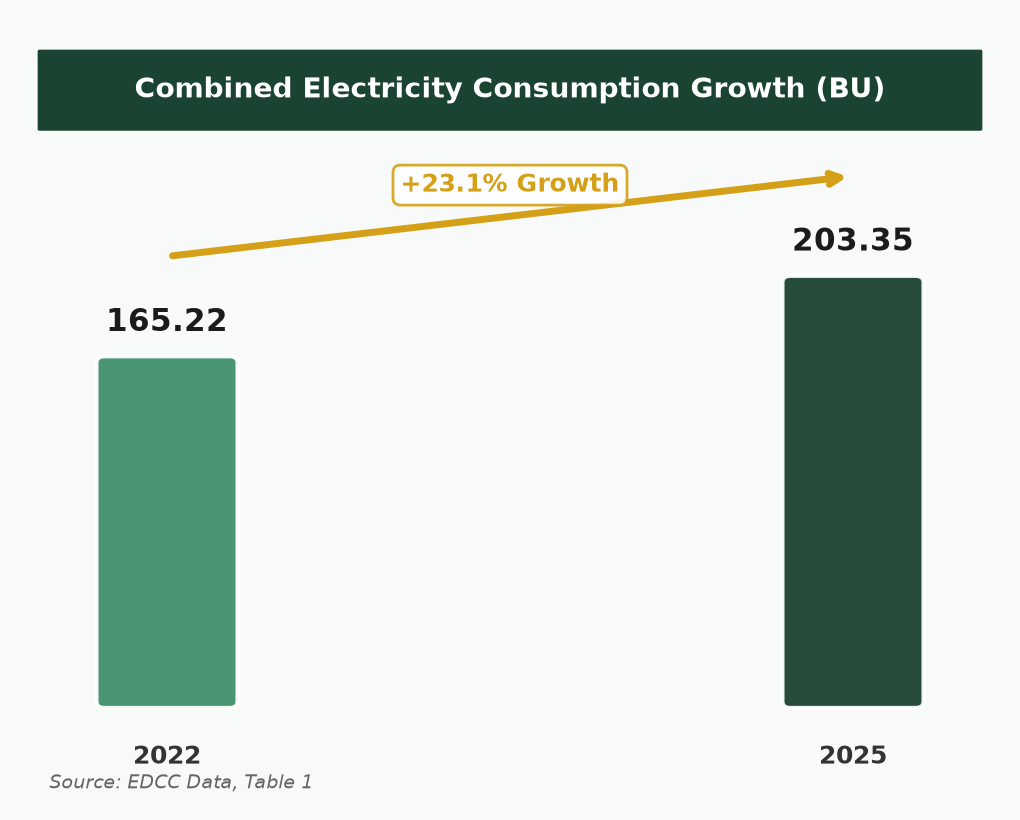 Combined Electricity Consumption Growth (BU)
+23.1% Growth
203.35
165.22
2022
2025
Source: EDCC Data, Table 1